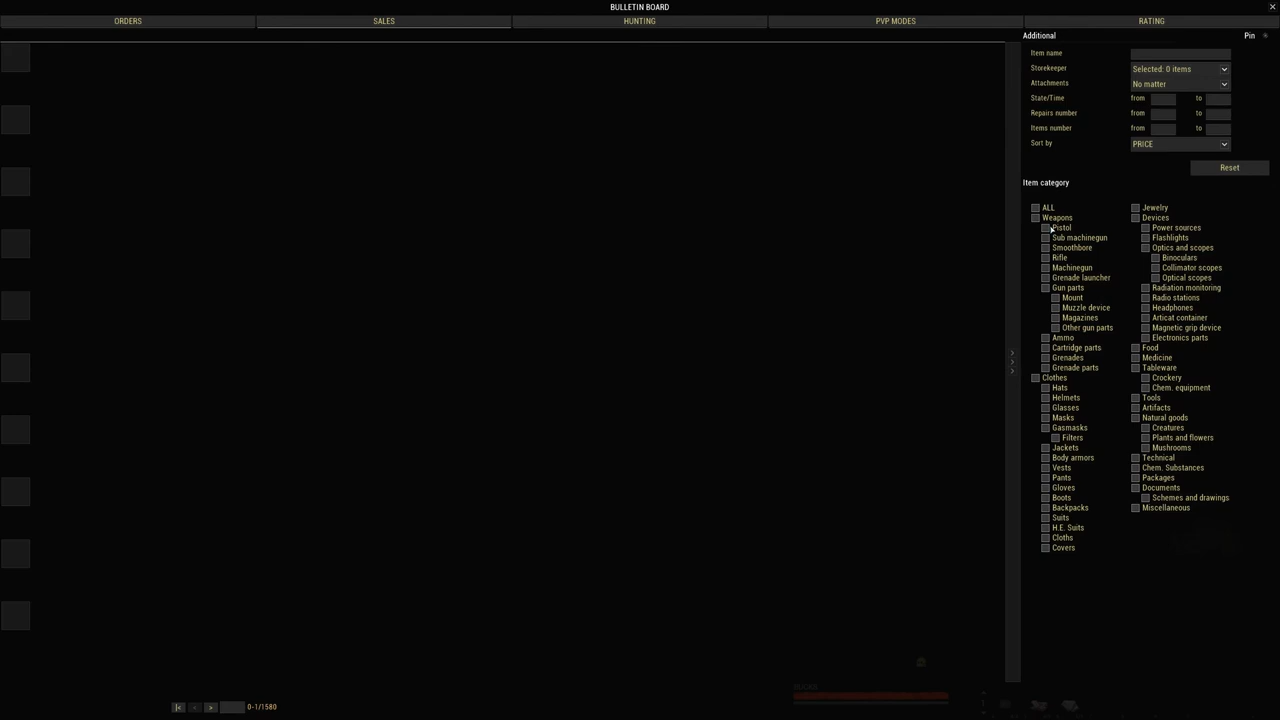 BULLETIN BOARD
ORDERS SALES HUNTING PVP MODES RATING
Additional Pin
Item name
Storekeeper Selected: 0 items
Attachments No matter
State/Time from to
Repairs number from to
Items number from to
Sort by PRICE
Reset
Item category
ALL
Weapons
Pistol
Sub machinegun
Smoothbore
Rifle
Machinegun
Grenade launcher
Gun parts
Mount
Muzzle device
Magazines
Other gun parts
Ammo
Cartridge parts
Grenades
Grenade parts
Clothes
Hats
Helmets
Glasses
Masks
Gasmasks
Filters
Jackets
Body armors
Vests
Pants
Gloves
Boots
Backpacks
Suits
H.E. Suits
Cloths
Covers
Jewelry
Devices
Power sources
Flashlights
Optics and scopes
Binoculars
Collimator scopes
Optical scopes
Radiation monitoring
Radio stations
Headphones
Articat container
Magnetic grip device
Electronics parts
Food
Medicine
Tableware
Crockery
Chem. equipment
Tools
Artifacts
Natural goods
Creatures
Plants and flowers
Mushrooms
Technical
Chem. Substances
Packages
Documents
Schemes and drawings
Miscellaneous
0-1/1580